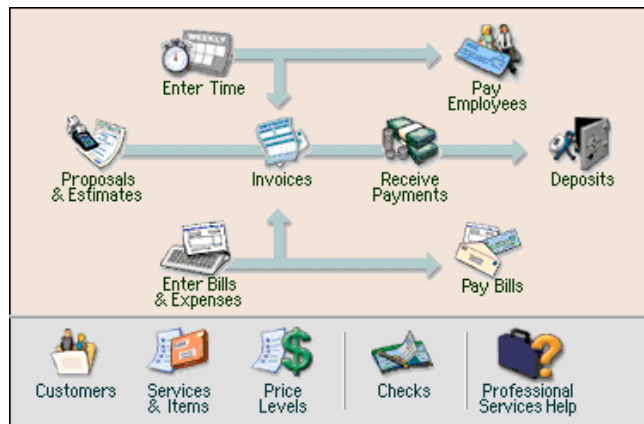 Enter Time
Pay
Employees
Proposals
& Estimates
Invoices
Receive
Payments
Deposits
Enter Bills
& Expenses
Pay Bills
Customers
Services
& Items
Price
Levels
Checks
Professional
Services Help